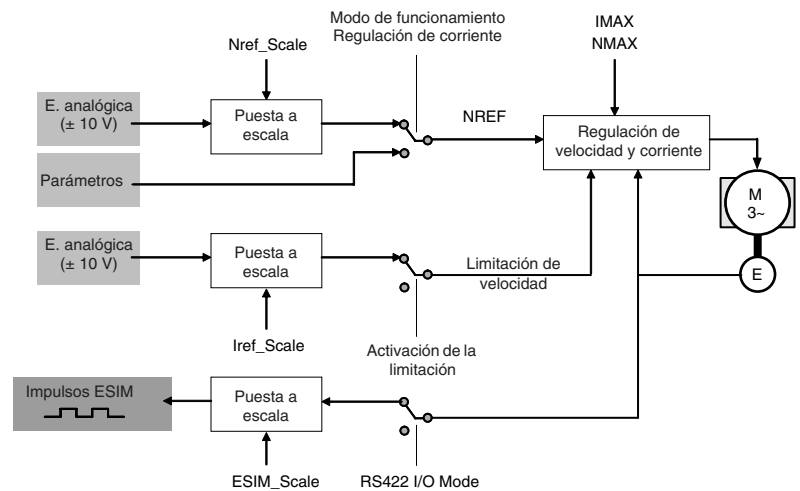 Modo de funcionamiento
Regulación de corriente
IMAX
NMAX
Nref_Scale
E. analógica
(± 10 V)
Puesta a
escala
NREF
Regulación de
velocidad y corriente
Parámetros
M
3~
E. analógica
(± 10 V)
Puesta a
escala
Limitación de
velocidad
E
Iref_Scale
Activación de la
limitación
Impulsos ESIM
Puesta a
escala
ESIM_Scale
RS422 I/O Mode